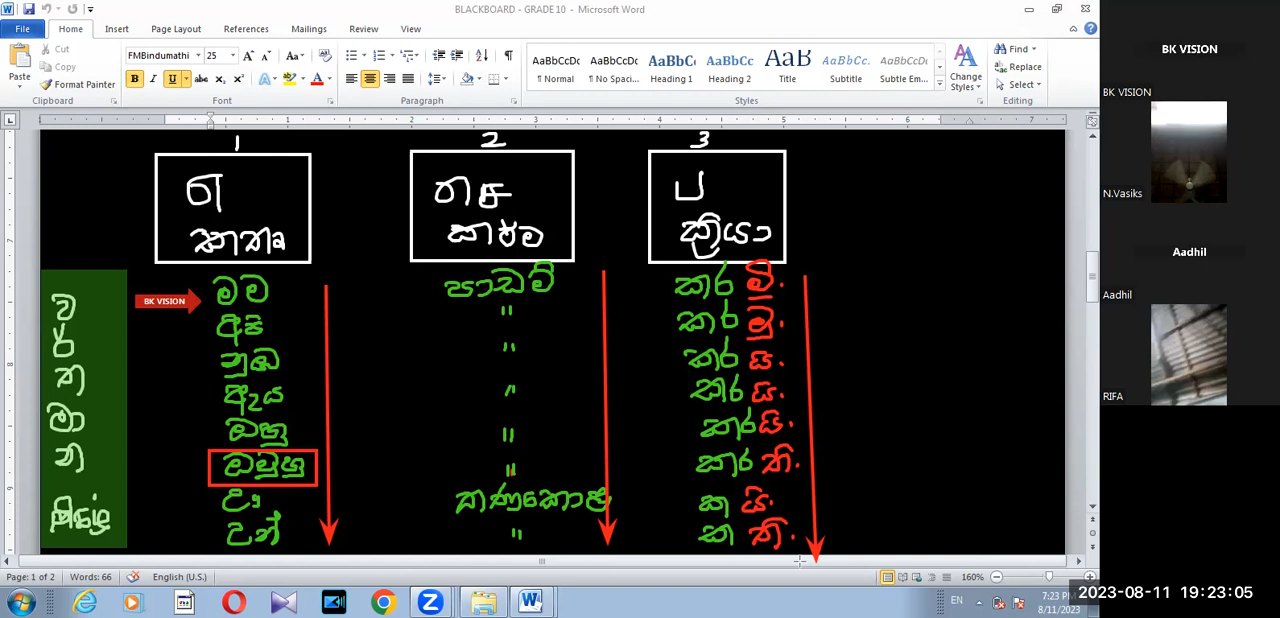 BLACKBOARD - GRADE 10 - Microsoft Word
File Home Insert Page Layout References Mailings Review View
Paste
Cut
Copy
Format Painter
Clipboard
FMBindumathi 25
Font
Paragraph
AaBbCcDc AaBbCcDc AaBbC AaBbCc AaB AaBbCc. AaBbCcDc
¶ Normal ¶ No Spaci... Heading 1 Heading 2 Title Subtitle Subtle Em...
Styles
Change
Styles
Find
Replace
Select
Editing
1 2 3
කර්ම ක්‍රියා
වර්තමාන
BK VISION
මම පාඩම් කරමි.
අපි " කරමු.
නුඹ " කරය.
ඇය " කරය.
ඔහු " කරයි.
ඔවුහු " කරති.
ඌ තණකොළ කයි.
උන් " කති.
Page: 1 of 2 Words: 66 English (U.S.) 160%
EN 7:23 PM
8/11/2023
BK VISION
BK VISION
N.Vasiks
Aadhil
Aadhil
RIFA
2023-08-11 19:23:05